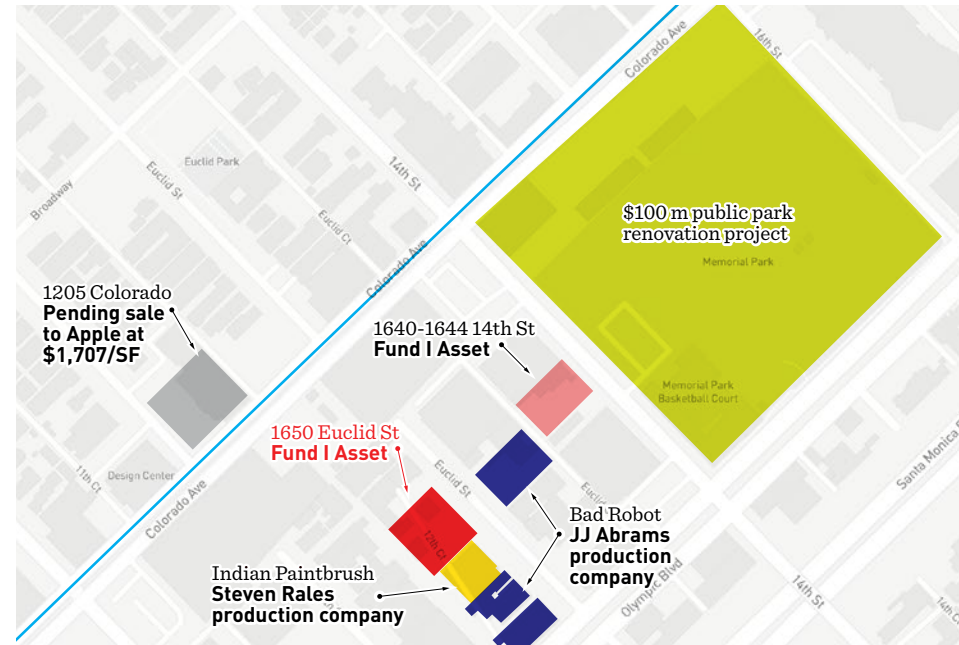 Colorado Ave
16th St
Euclid Park
14th St
Euclid St
Broadway
Euclid Ct
$100 m public park
renovation project
Memorial Park
Colorado Ave
1205 Colorado
Pending sale
to Apple at
$1,707/SF
1640-1644 14th St
Fund I Asset
Memorial Park
Basketball Court
1650 Euclid St
Fund I Asset
Santa Monica
11th Ct
Design Center
Euclid St
Colorado Ave
Bad Robot
JJ Abrams
production
company
12th Ct
Indian Paintbrush
Steven Rales
production company
Olympic Blvd
14th St
14th